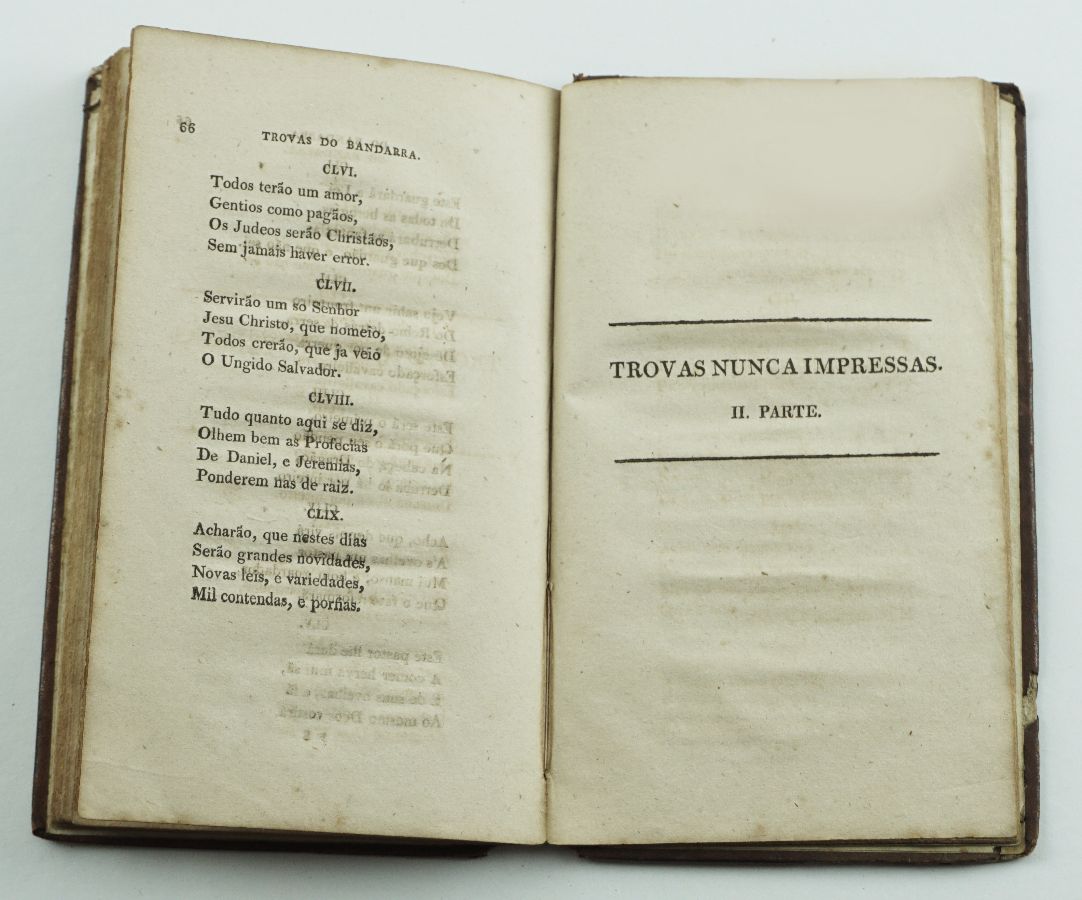 66
TROVAS DO BANDARRA.
CLVI.
Todos terão um amor,
Gentios como pagãos,
Os Judeos serão Christãos,
Sem jamais haver error.
CLVII.
Servirão um so Senhor
Jesu Christo, que nomeio,
Todos crerão, que ja veio
O Ungido Salvador.
CLVIII.
Tudo quanto aqui se diz,
Olhem bem as Profecias
De Daniel, e Jeremias,
Ponderem nas de raiz.
CLIX.
Acharão, que nestes dias
Serão grandes novidades,
Novas leis, e variedades,
Mil contendas, e porfias.
TROVAS NUNCA IMPRESSAS.
II. PARTE.